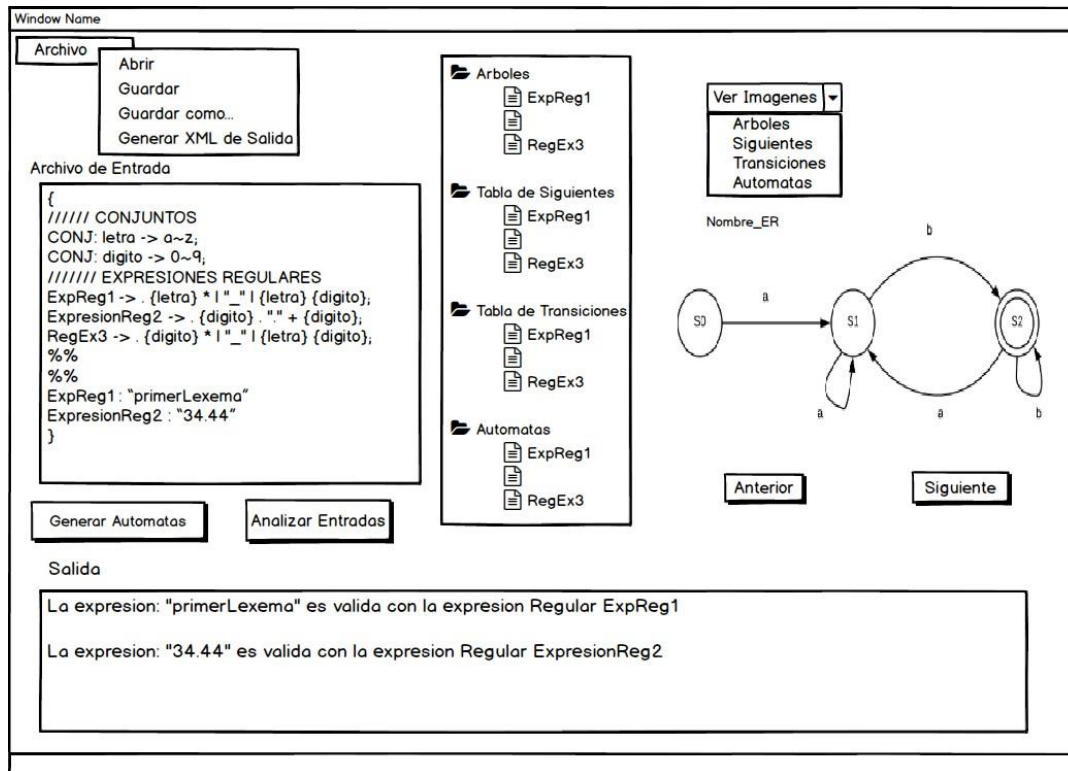 Window Name
Archivo
Abrir
Guardar
Guardar como...
Generar XML de Salida
Archivo de Entrada
{
////// CONJUNTOS
CONJ: letra -> a~z;
CONJ: digito -> 0~9;
/////// EXPRESIONES REGULARES
ExpReg1 -> . {letra} * | "_" | {letra} {digito};
ExpresionReg2 -> . {digito} . "." + {digito};
RegEx3 -> . {digito} * | "_" | {letra} {digito};
%%
%%
ExpReg1 : "primerLexema"
ExpresionReg2 : "34.44"
}
Generar Automatas
Analizar Entradas
Arboles
ExpReg1
RegEx3
Tabla de Siguientes
ExpReg1
RegEx3
Tabla de Transiciones
ExpReg1
RegEx3
Automatas
ExpReg1
RegEx3
Ver Imagenes
Arboles
Siguientes
Transiciones
Automatas
Nombre_ER
b
a
S0
S1
S2
a
a
b
Anterior
Siguiente
Salida
La expresion: "primerLexema" es valida con la expresion Regular ExpReg1
La expresion: "34.44" es valida con la expresion Regular ExpresionReg2